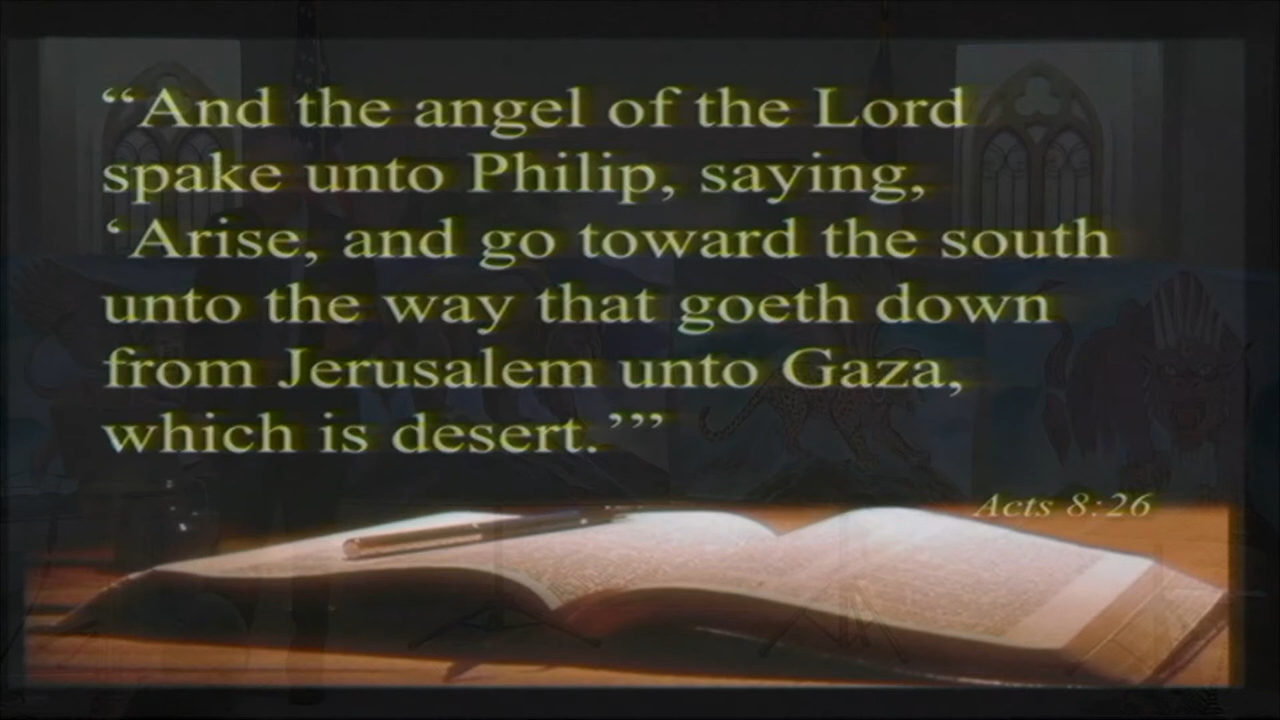 “And the angel of the Lord
spake unto Philip, saying,
‘Arise, and go toward the south
unto the way that goeth down
from Jerusalem unto Gaza,
which is desert.’”
Acts 8:26